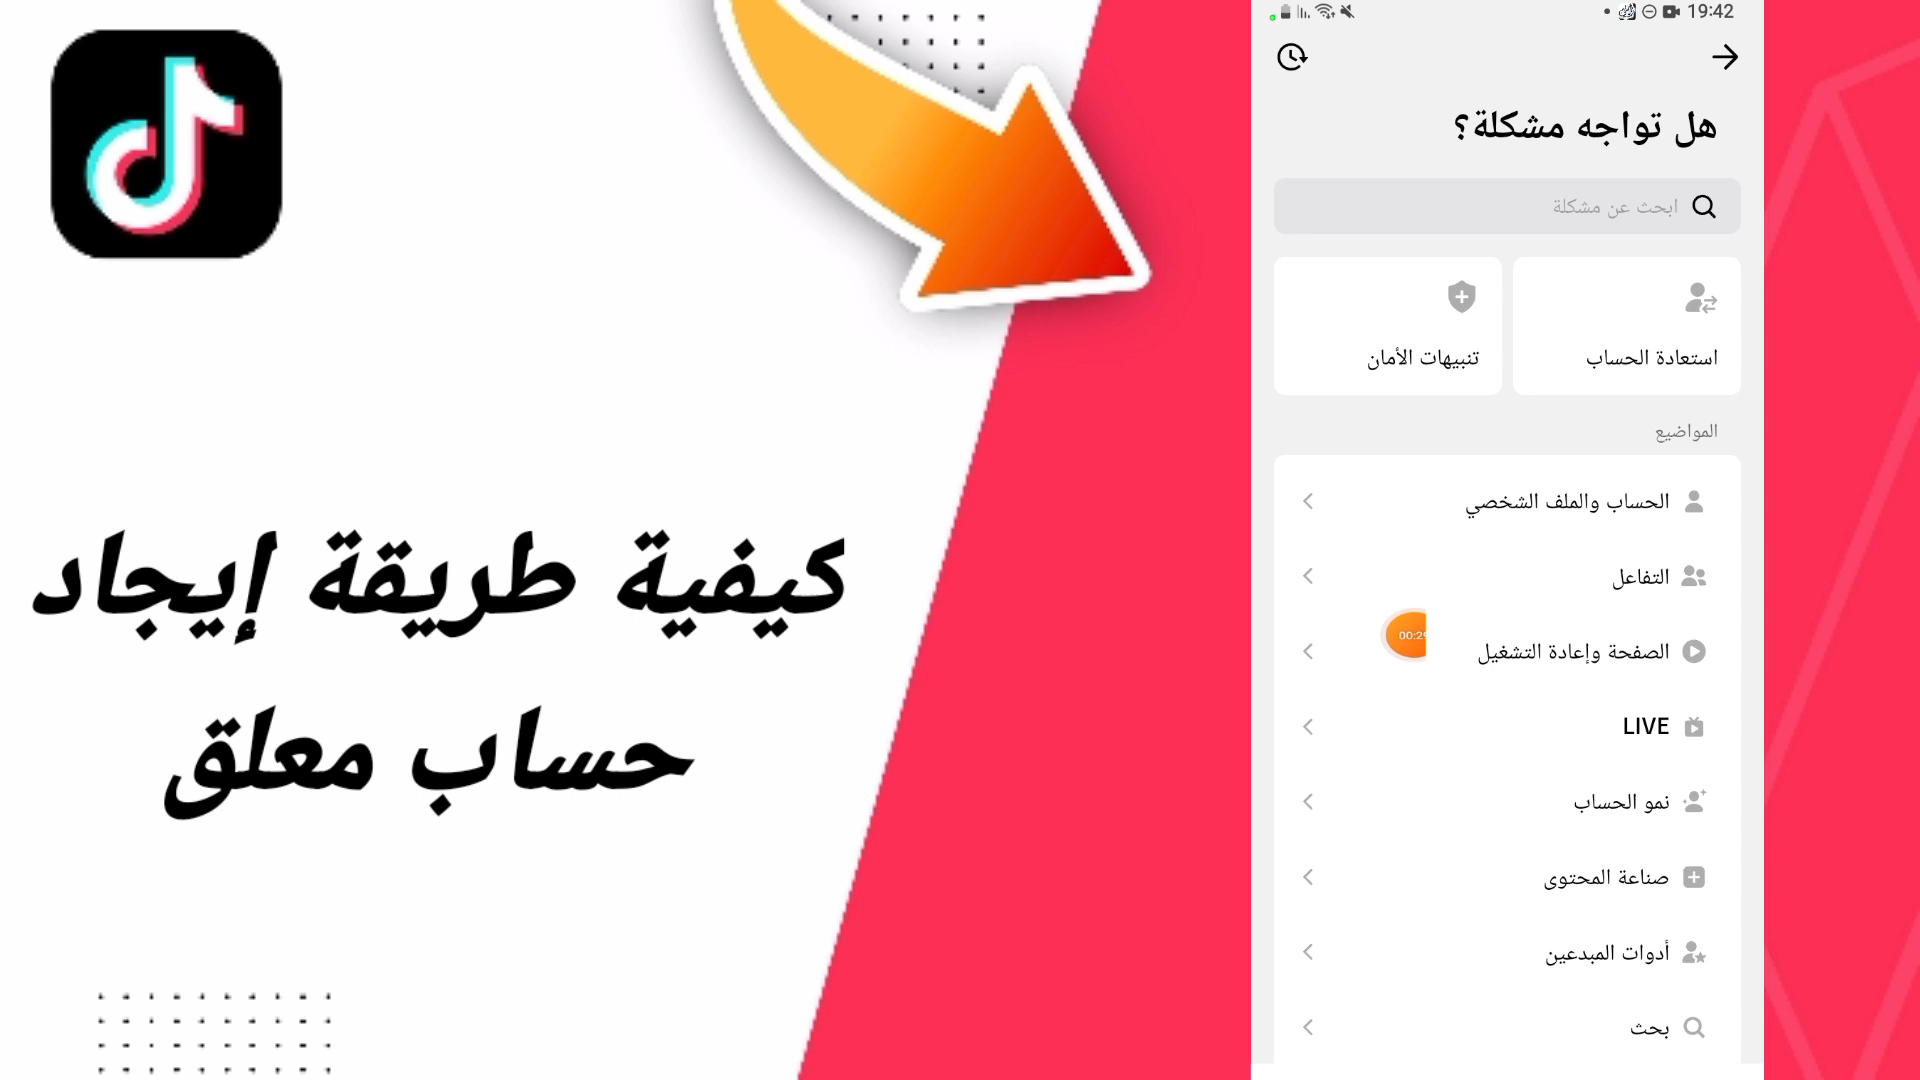 كيفية طريقة إيجاد
حساب معلق
19:42
هل تواجه مشكلة؟
ابحث عن مشكلة
استعادة الحساب
تنبيهات الأمان
المواضيع
الحساب والملف الشخصي
التفاعل
الصفحة وإعادة التشغيل
LIVE
نمو الحساب
صناعة المحتوى
أدوات المبدعين
بحث